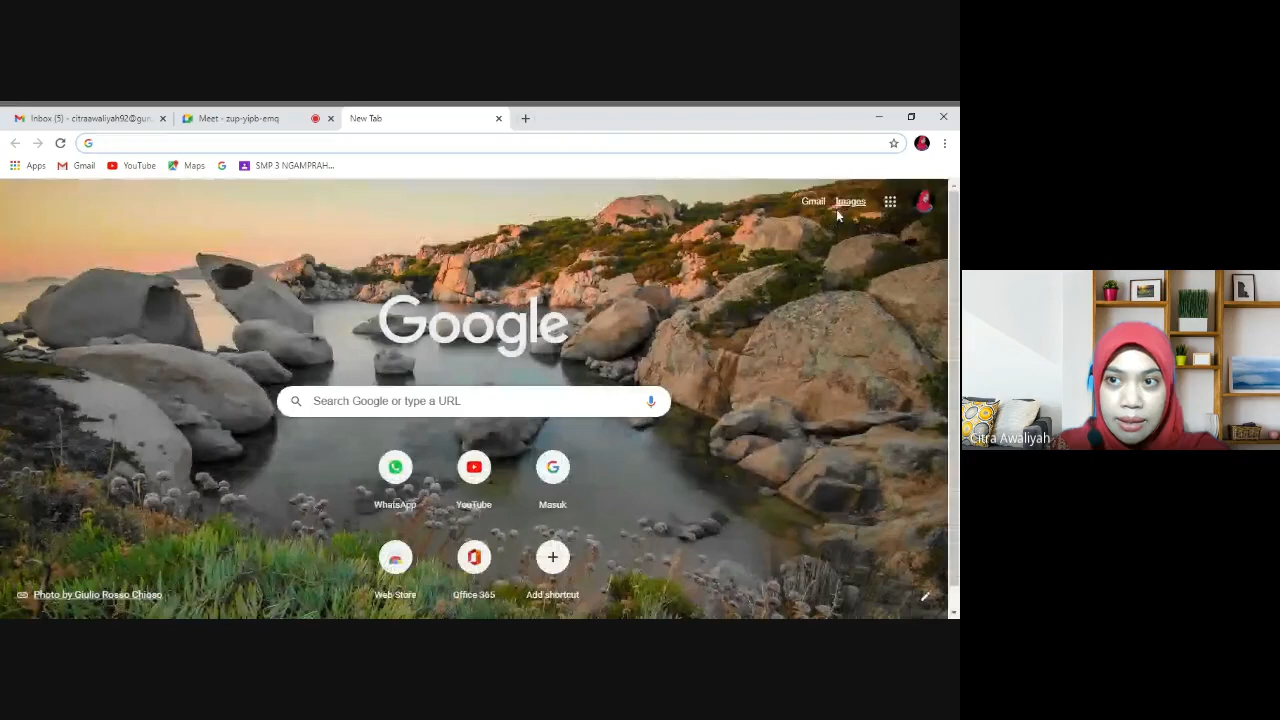 Inbox (5) - citraawaliyah92@gun.
Meet - zup-yipb-emq
New Tab
Apps
Gmail
YouTube
Maps
SMP 3 NGAMPRAH...
Gmail Images
Google
Search Google or type a URL
WhatsApp
YouTube
Masuk
Web Store
Office 365
Add shortcut
Photo by Giulio Rosso Chioso
Citra Awaliyah